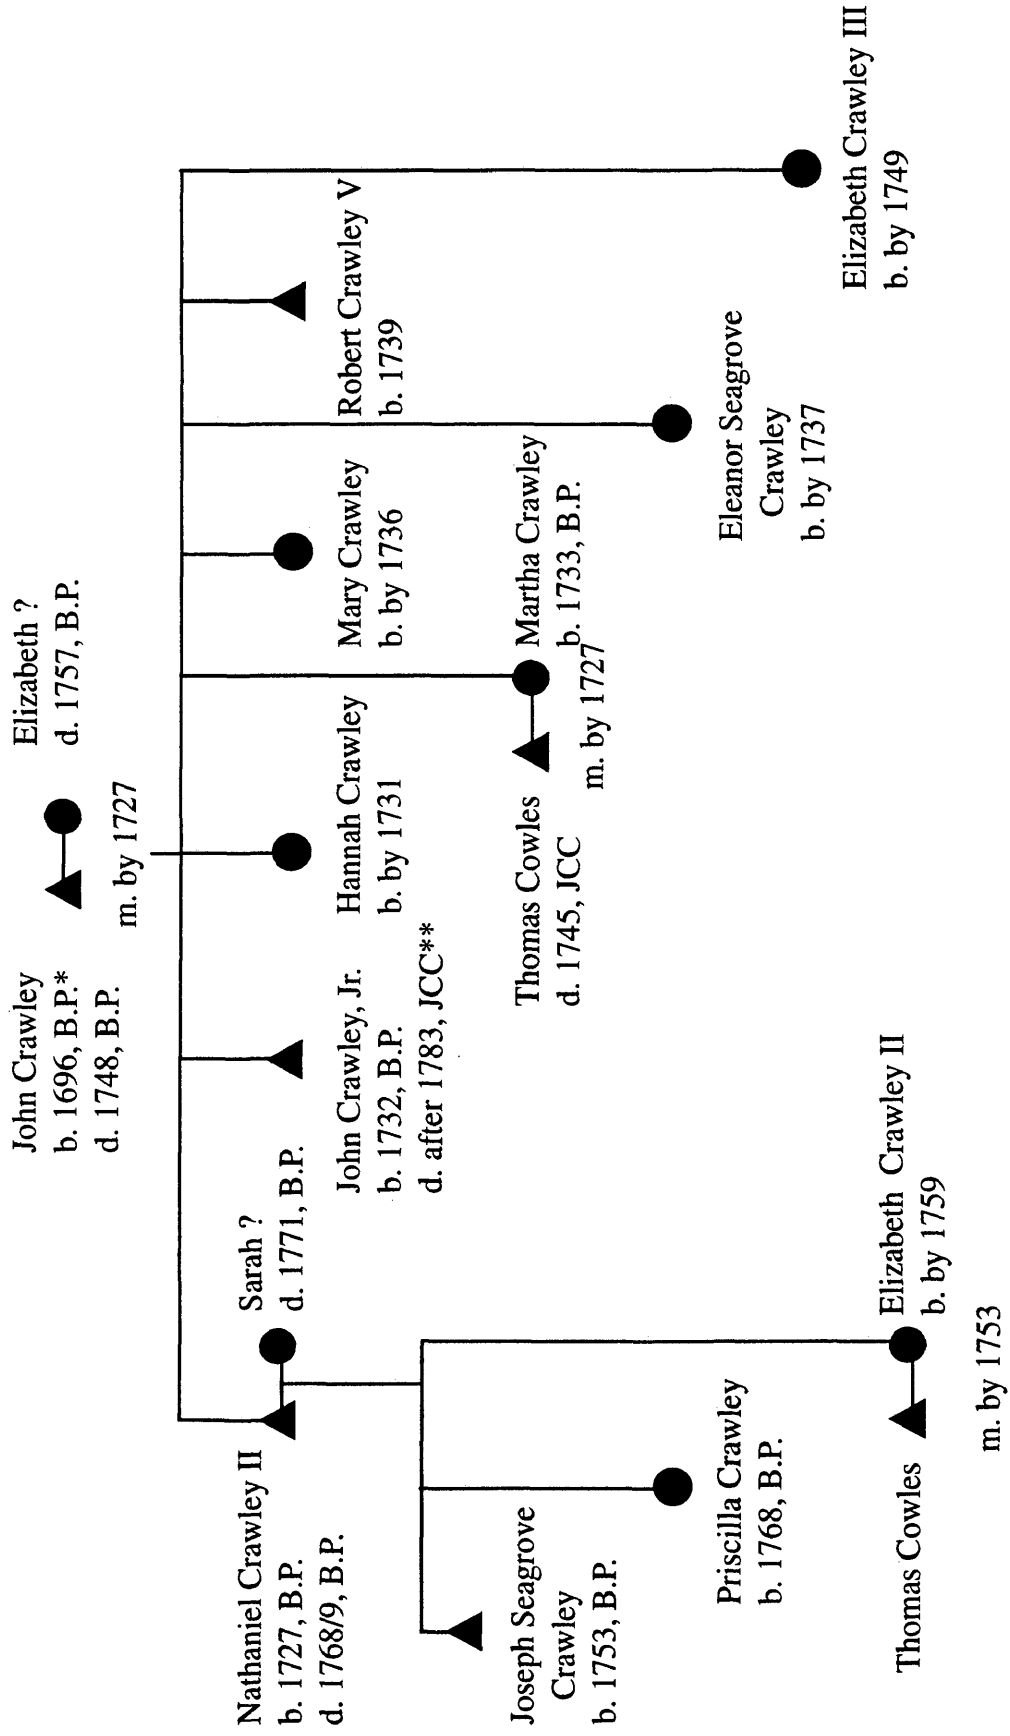 John Crawley
b. 1696, B.P.*
d. 1748, B.P.
Elizabeth ?
d. 1757, B.P.
m. by 1727
Nathaniel Crawley II
b. 1727, B.P.
d. 1768/9, B.P.
Sarah ?
d. 1771, B.P.
John Crawley, Jr.
b. 1732, B.P.
d. after 1783, JCC**
Hannah Crawley
b. by 1731
Mary Crawley
b. by 1736
Robert Crawley V
b. 1739
Thomas Cowles
d. 1745, JCC
Martha Crawley
b. 1733, B.P.
m. by 1727
Eleanor Seagrove
Crawley
b. by 1737
Elizabeth Crawley III
b. by 1749
Joseph Seagrove
Crawley
b. 1753, B.P.
Priscilla Crawley
b. 1768, B.P.
Thomas Cowles
Elizabeth Crawley II
b. by 1759
m. by 1753